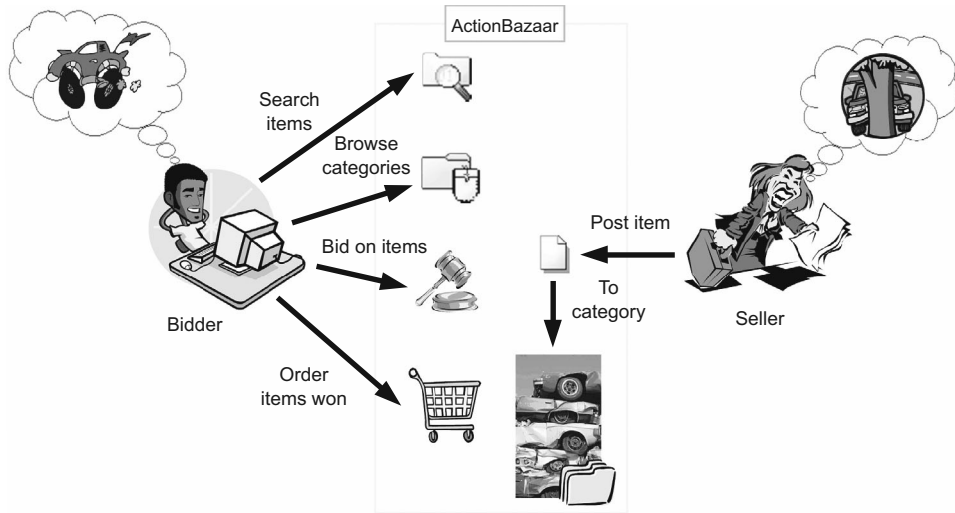 ActionBazaar
Search
items
Browse
categories
Bid on items
Order
items won
Bidder
Post item
To
category
Seller